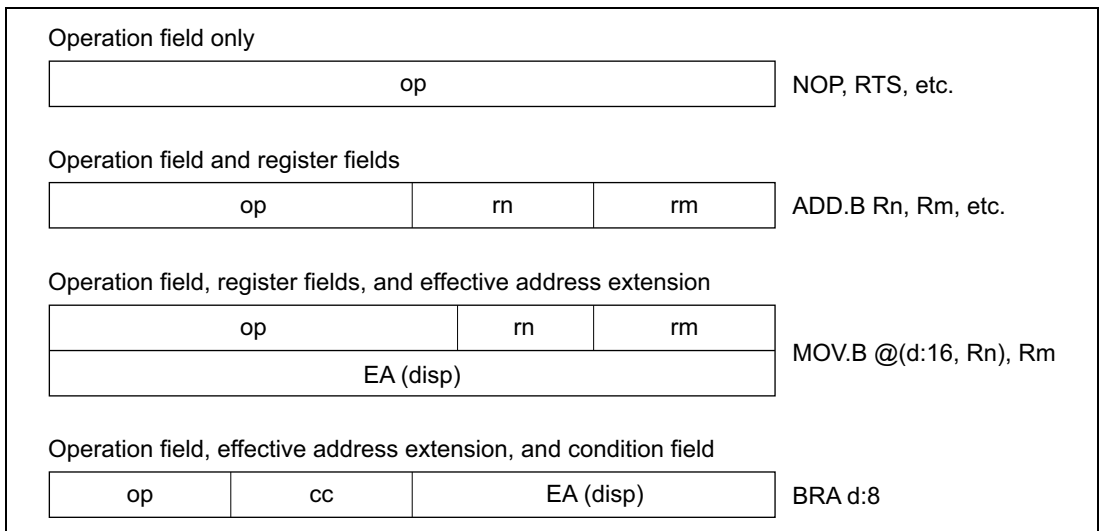 Operation field only
op NOP, RTS, etc.
Operation field and register fields
op rn rm ADD.B Rn, Rm, etc.
Operation field, register fields, and effective address extension
op rn rm
MOV.B @(d:16, Rn), Rm
EA (disp)
Operation field, effective address extension, and condition field
op cc EA (disp) BRA d:8